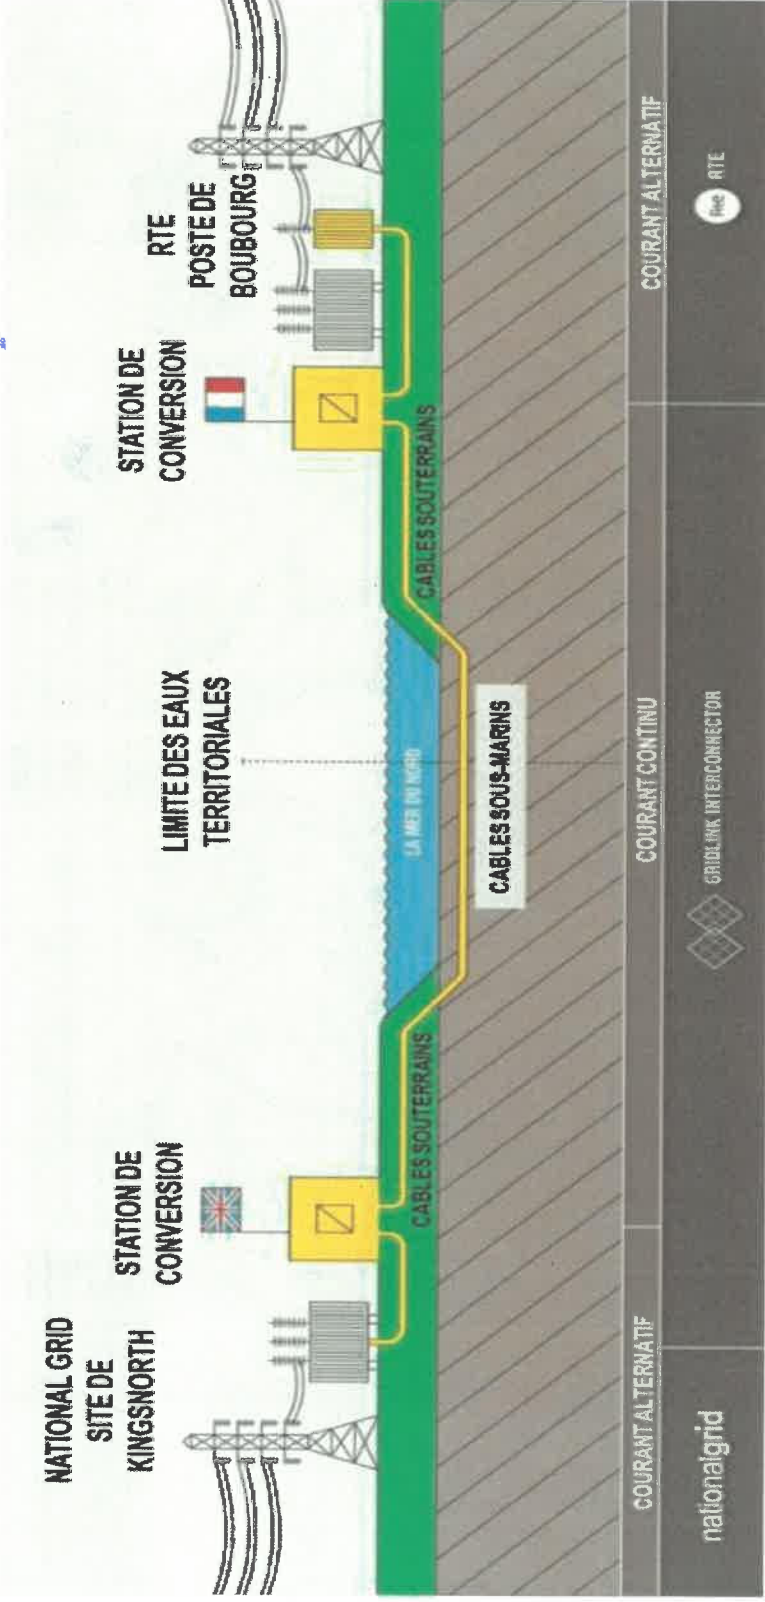 NATIONAL GRID
SITE DE
KINGSNORTH
STATION DE
CONVERSION
LIMITE DES EAUX
TERRITORIALES
STATION DE
CONVERSION
RTE
POSTE DE
BOUBOURG
CABLES SOUTERRAINS
LA MER DU NORD
CABLES SOUTERRAINS
CABLES SOUS-MARINS
COURANT ALTERNATIF
COURANT CONTINU
COURANT ALTERNATIF
nationalgrid
GRIDLINK INTERCONNECTOR
RTE